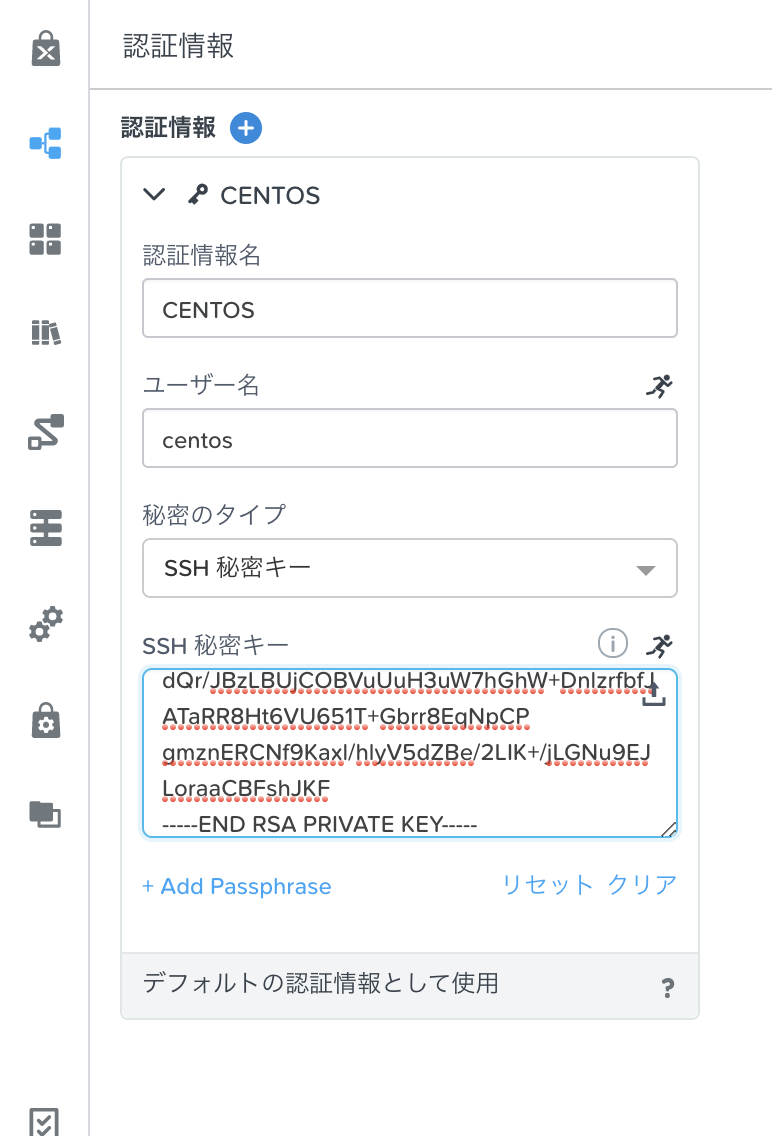 認証情報
認証情報
CENTOS
認証情報名
CENTOS
ユーザー名
centos
秘密のタイプ
SSH 秘密キー
SSH 秘密キー
dQr/JBzLBUjCOBVuUuH3uW7hGhW+DnIzrfbfJ
ATaRR8Ht6VU651T+Gbrr8EqNpCP
gmznERCNf9Kaxl/hlyV5dZBe/2LIK+/jLGNu9EJ
LoraaCBFshJKF
-----END RSA PRIVATE KEY-----
+ Add Passphrase
リセット クリア
デフォルトの認証情報として使用
?